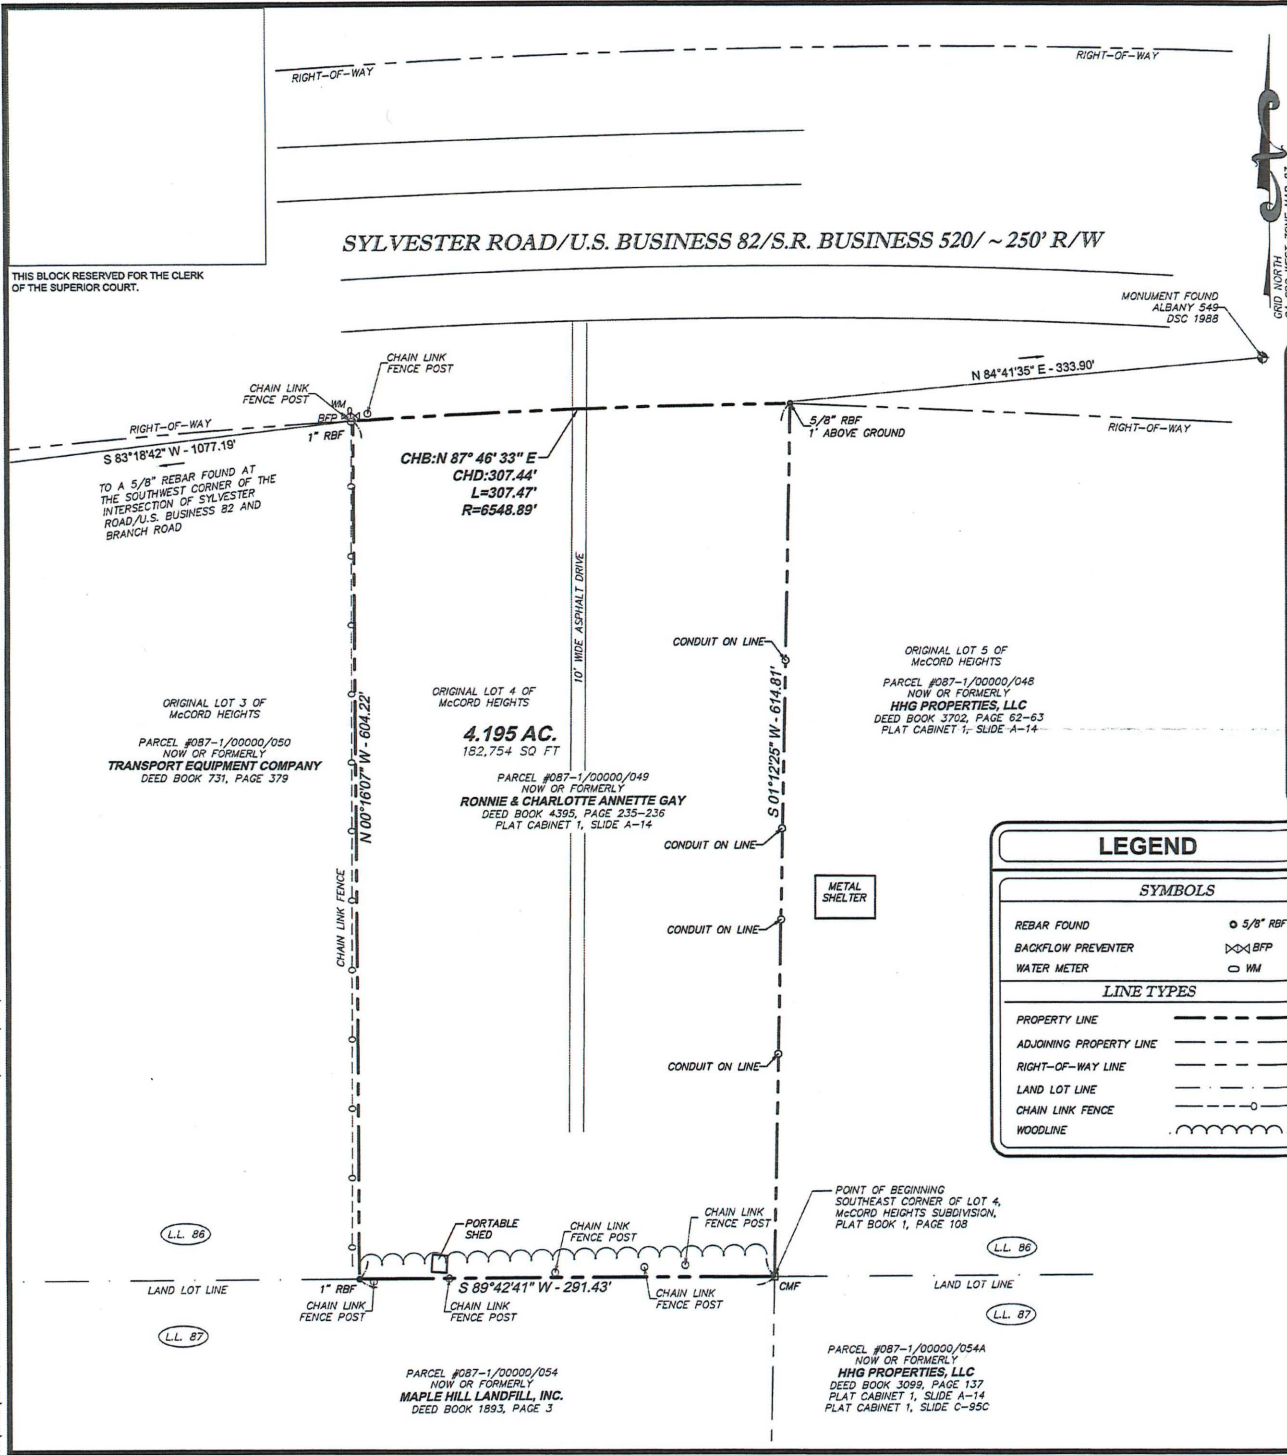 THIS BLOCK RESERVED FOR THE CLERK
OF THE SUPERIOR COURT.
RIGHT-OF-WAY
RIGHT-OF-WAY
SYLVESTER ROAD/U.S. BUSINESS 82/S.R. BUSINESS 520/ ~ 250' R/W
GRID NORTH
MONUMENT FOUND
ALBANY 549
DSC 1988
N 84°41'35" E - 333.90'
CHAIN LINK
FENCE POST
CHAIN LINK
FENCE POST
WM
BFP
1" RBF
RIGHT-OF-WAY
S 83°18'42" W - 1077.19'
TO A 5/8" REBAR FOUND AT
THE SOUTHWEST CORNER OF THE
INTERSECTION OF SYLVESTER
ROAD/U.S. BUSINESS 82 AND
BRANCH ROAD
CHB:N 87° 46' 33" E
CHD:307.44'
L=307.47'
R=6548.89'
5/8" RBF
1' ABOVE GROUND
RIGHT-OF-WAY
10' WIDE ASPHALT DRIVE
CONDUIT ON LINE
ORIGINAL LOT 3 OF
McCORD HEIGHTS
PARCEL #087-1/00000/050
NOW OR FORMERLY
TRANSPORT EQUIPMENT COMPANY
DEED BOOK 731, PAGE 379
N 00°16'07" W - 604.22'
CHAIN LINK FENCE
ORIGINAL LOT 4 OF
McCORD HEIGHTS
4.195 AC.
182,754 SQ FT
PARCEL #087-1/00000/049
NOW OR FORMERLY
RONNIE & CHARLOTTE ANNETTE GAY
DEED BOOK 4395, PAGE 235-236
PLAT CABINET 1, SLIDE A-14
S 01°12'25" W - 614.81'
ORIGINAL LOT 5 OF
McCORD HEIGHTS
PARCEL #087-1/00000/048
NOW OR FORMERLY
HHG PROPERTIES, LLC
DEED BOOK 3702, PAGE 62-63
PLAT CABINET 1, SLIDE A-14
CONDUIT ON LINE
METAL
SHELTER
CONDUIT ON LINE
CONDUIT ON LINE
LEGEND
SYMBOLS
REBAR FOUND 5/8" RBF
BACKFLOW PREVENTER BFP
WATER METER WM
LINE TYPES
PROPERTY LINE
ADJOINING PROPERTY LINE
RIGHT-OF-WAY LINE
LAND LOT LINE
CHAIN LINK FENCE
WOODLINE
POINT OF BEGINNING
SOUTHEAST CORNER OF LOT 4,
McCORD HEIGHTS SUBDIVISION,
PLAT BOOK 1, PAGE 108
PORTABLE
SHED
CHAIN LINK
FENCE POST
CHAIN LINK
FENCE POST
L.L. 86
L.L. 86
LAND LOT LINE
1" RBF
S 89°42'41" W - 291.43'
CMF
LAND LOT LINE
CHAIN LINK
FENCE POST
CHAIN LINK
FENCE POST
CHAIN LINK
FENCE POST
L.L. 87
L.L. 87
PARCEL #087-1/00000/054
NOW OR FORMERLY
MAPLE HILL LANDFILL, INC.
DEED BOOK 1893, PAGE 3
PARCEL #087-1/00000/054A
NOW OR FORMERLY
HHG PROPERTIES, LLC
DEED BOOK 3099, PAGE 137
PLAT CABINET 1, SLIDE A-14
PLAT CABINET 1, SLIDE C-95C